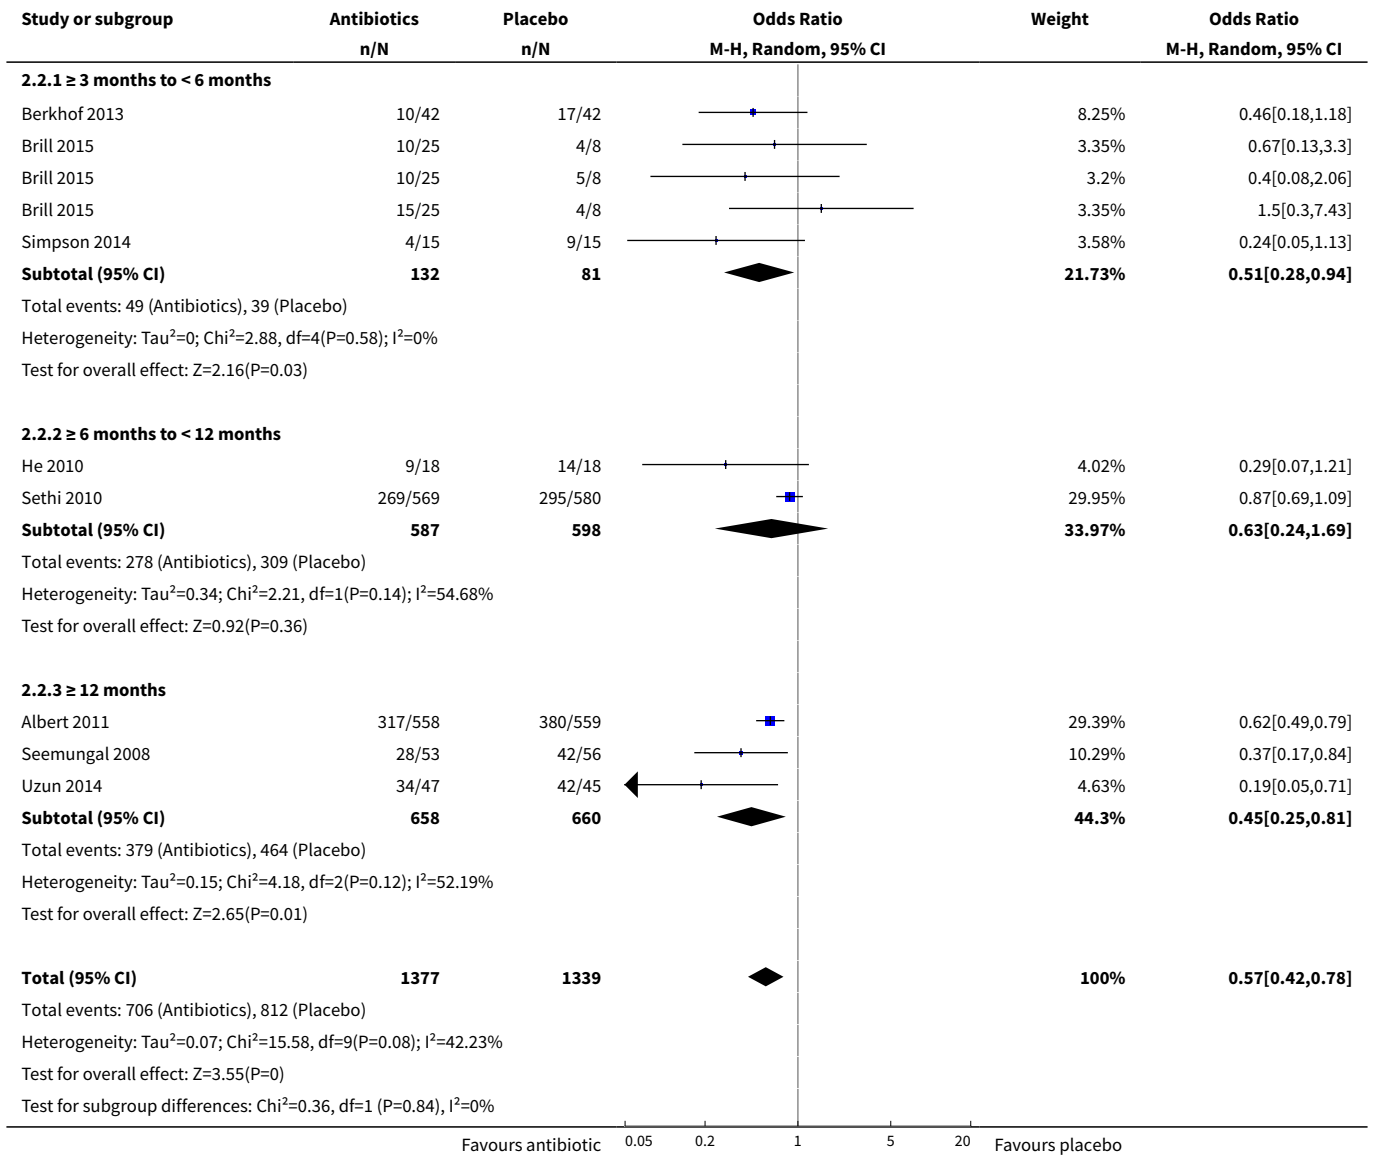 Study or subgroup Antibiotics Placebo Odds Ratio Weight Odds Ratio
n/N n/N M-H, Random, 95% CI M-H, Random, 95% CI
2.2.1 ≥ 3 months to < 6 months
Berkhof 2013 10/42 17/42 8.25% 0.46[0.18,1.18]
Brill 2015 10/25 4/8 3.35% 0.67[0.13,3.3]
Brill 2015 10/25 5/8 3.2% 0.4[0.08,2.06]
Brill 2015 15/25 4/8 3.35% 1.5[0.3,7.43]
Simpson 2014 4/15 9/15 3.58% 0.24[0.05,1.13]
Subtotal (95% CI) 132 81 21.73% 0.51[0.28,0.94]
Total events: 49 (Antibiotics), 39 (Placebo)
Heterogeneity: Tau²=0; Chi²=2.88, df=4(P=0.58); I²=0%
Test for overall effect: Z=2.16(P=0.03)
2.2.2 ≥ 6 months to < 12 months
He 2010 9/18 14/18 4.02% 0.29[0.07,1.21]
Sethi 2010 269/569 295/580 29.95% 0.87[0.69,1.09]
Subtotal (95% CI) 587 598 33.97% 0.63[0.24,1.69]
Total events: 278 (Antibiotics), 309 (Placebo)
Heterogeneity: Tau²=0.34; Chi²=2.21, df=1(P=0.14); I²=54.68%
Test for overall effect: Z=0.92(P=0.36)
2.2.3 ≥ 12 months
Albert 2011 317/558 380/559 29.39% 0.62[0.49,0.79]
Seemungal 2008 28/53 42/56 10.29% 0.37[0.17,0.84]
Uzun 2014 34/47 42/45 4.63% 0.19[0.05,0.71]
Subtotal (95% CI) 658 660 44.3% 0.45[0.25,0.81]
Total events: 379 (Antibiotics), 464 (Placebo)
Heterogeneity: Tau²=0.15; Chi²=4.18, df=2(P=0.12); I²=52.19%
Test for overall effect: Z=2.65(P=0.01)
Total (95% CI) 1377 1339 100% 0.57[0.42,0.78]
Total events: 706 (Antibiotics), 812 (Placebo)
Heterogeneity: Tau²=0.07; Chi²=15.58, df=9(P=0.08); I²=42.23%
Test for overall effect: Z=3.55(P=0)
Test for subgroup differences: Chi²=0.36, df=1 (P=0.84), I²=0%
Favours antibiotic 0.05 0.2 1 5 20 Favours placebo